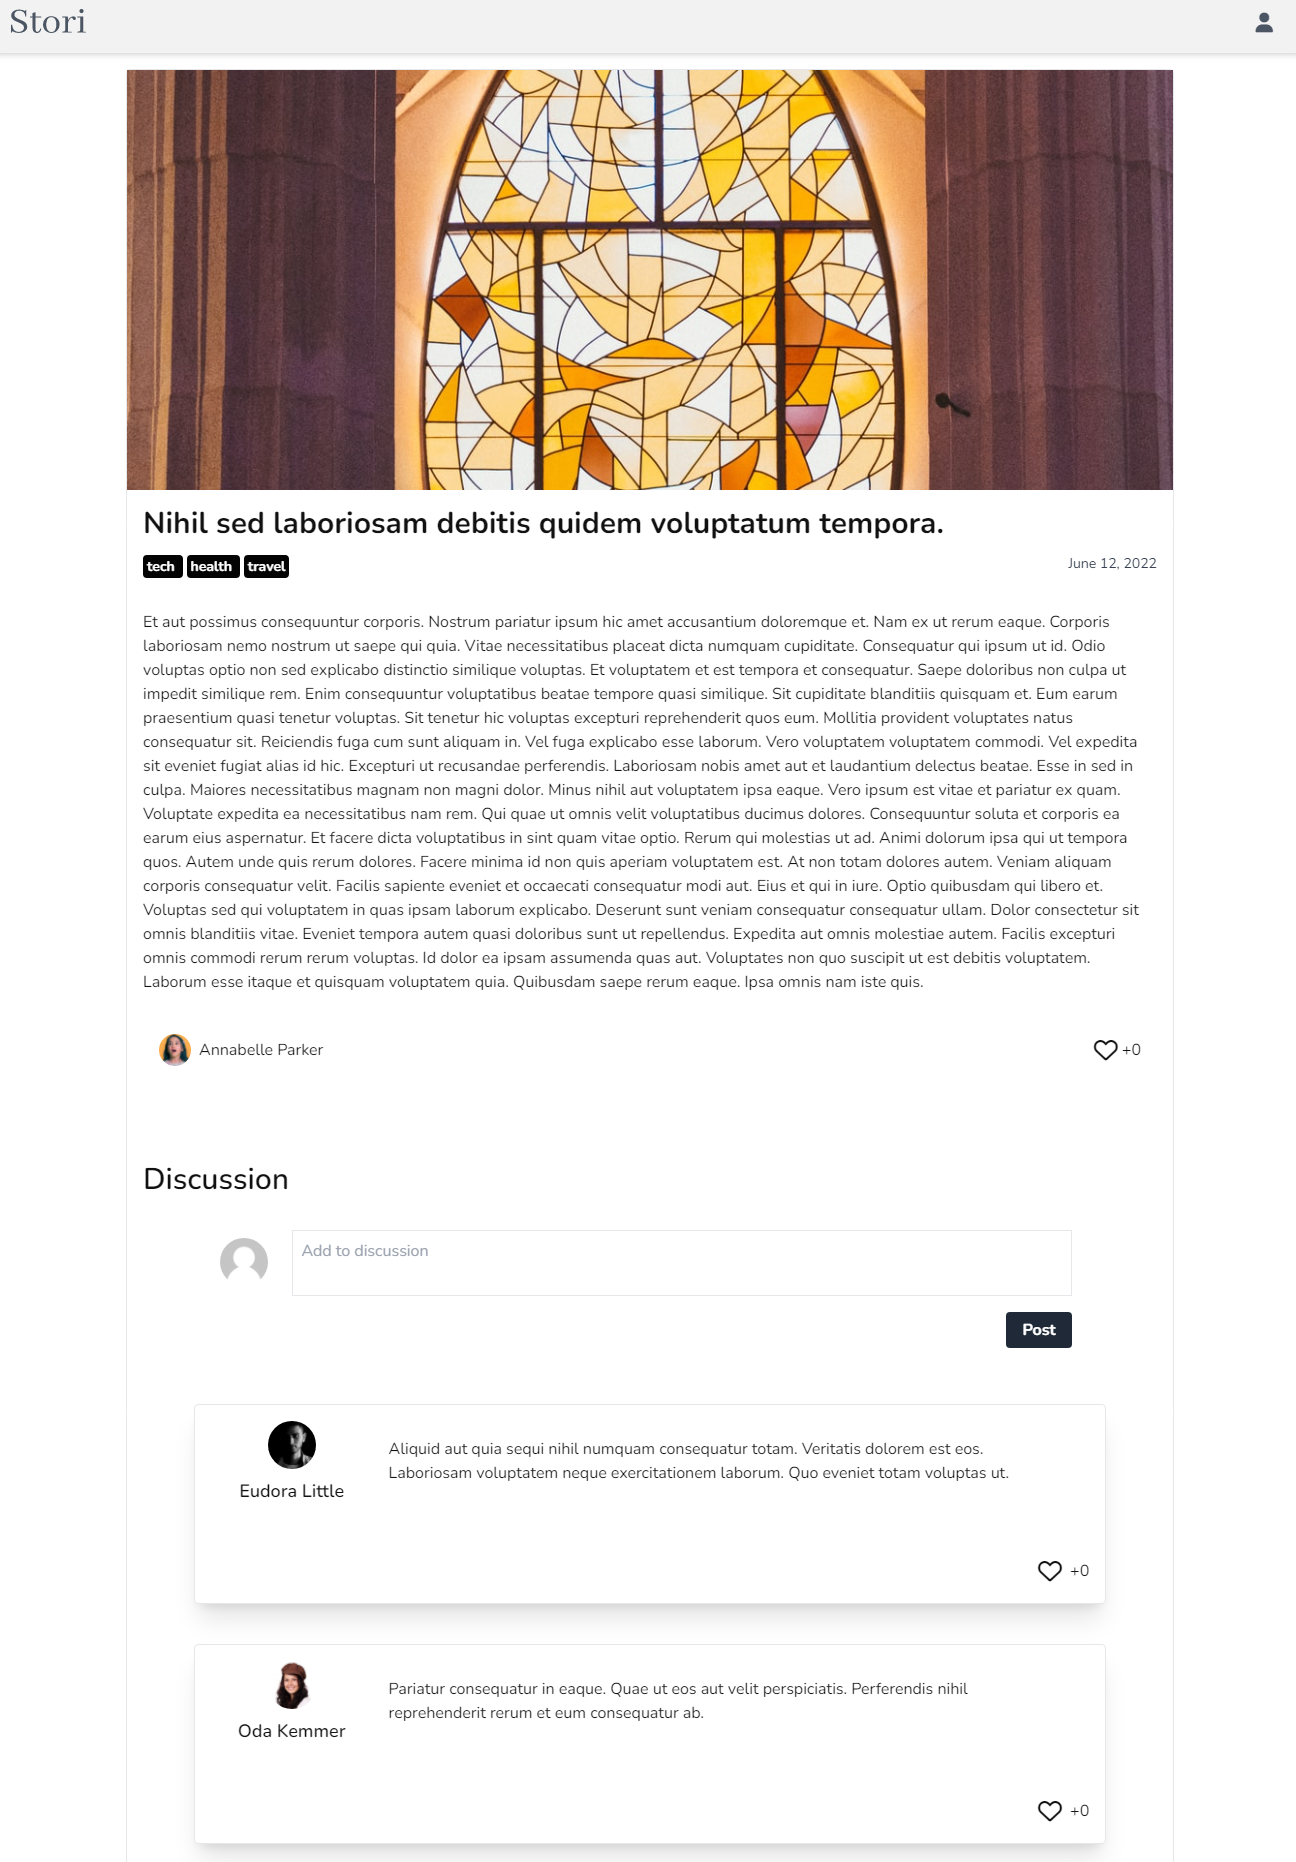 Stori
Nihil sed laboriosam debitis quidem voluptatum tempora.
tech health travel
June 12, 2022
Et aut possimus consequuntur corporis. Nostrum pariatur ipsum hic amet accusantium doloremque et. Nam ex ut rerum eaque. Corporis
laboriosam nemo nostrum ut saepe qui quia. Vitae necessitatibus placeat dicta numquam cupiditate. Consequatur qui ipsum ut id. Odio
voluptas optio non sed explicabo distinctio similique voluptas. Et voluptatem et est tempora et consequatur. Saepe doloribus non culpa ut
impedit similique rem. Enim consequuntur voluptatibus beatae tempore quasi similique. Sit cupiditate blanditiis quisquam et. Eum earum
praesentium quasi tenetur voluptas. Sit tenetur hic voluptas excepturi reprehenderit quos eum. Mollitia provident voluptates natus
consequatur sit. Reiciendis fuga cum sunt aliquam in. Vel fuga explicabo esse laborum. Vero voluptatem voluptatem commodi. Vel expedita
sit eveniet fugiat alias id hic. Excepturi ut recusandae perferendis. Laboriosam nobis amet aut et laudantium delectus beatae. Esse in sed in
culpa. Maiores necessitatibus magnam non magni dolor. Minus nihil aut voluptatem ipsa eaque. Vero ipsum est vitae et pariatur ex quam.
Voluptate expedita ea necessitatibus nam rem. Qui quae ut omnis velit voluptatibus ducimus dolores. Consequuntur soluta et corporis ea
earum eius aspernatur. Et facere dicta voluptatibus in sint quam vitae optio. Rerum qui molestias ut ad. Animi dolorum ipsa qui ut tempora
quos. Autem unde quis rerum dolores. Facere minima id non quis aperiam voluptatem est. At non totam dolores autem. Veniam aliquam
corporis consequatur velit. Facilis sapiente eveniet et occaecati consequatur modi aut. Eius et qui in iure. Optio quibusdam qui libero et.
Voluptas sed qui voluptatem in quas ipsam laborum explicabo. Deserunt sunt veniam consequatur consequatur ullam. Dolor consectetur sit
omnis blanditiis vitae. Eveniet tempora autem quasi doloribus sunt ut repellendus. Expedita aut omnis molestiae autem. Facilis excepturi
omnis commodi rerum rerum voluptas. Id dolor ea ipsam assumenda quas aut. Voluptates non quo suscipit ut est debitis voluptatem.
Laborum esse itaque et quisquam voluptatem quia. Quibusdam saepe rerum eaque. Ipsa omnis nam iste quis.
Annabelle Parker
+0
Discussion
Add to discussion
Post
Aliquid aut quia sequi nihil numquam consequatur totam. Veritatis dolorem est eos.
Laboriosam voluptatem neque exercitationem laborum. Quo eveniet totam voluptas ut.
Eudora Little
+0
Pariatur consequatur in eaque. Quae ut eos aut velit perspiciatis. Perferendis nihil
reprehenderit rerum et eum consequatur ab.
Oda Kemmer
+0